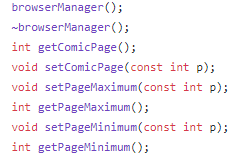 browserManager();
~browserManager();
int getComicPage();
void setComicPage(const int p);
void setPageMaximum(const int p);
int getPageMaximum();
void setPageMinimum(const int p);
int getPageMinimum();